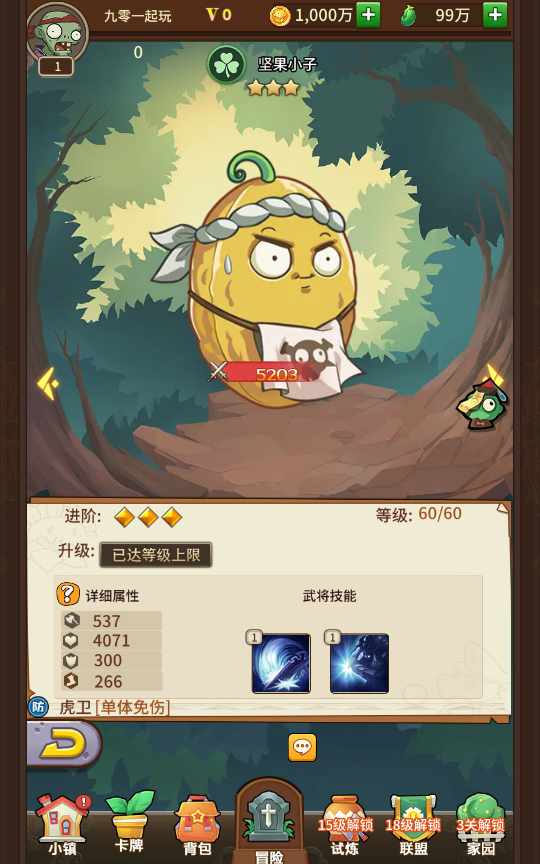 九零一起玩 V 0 1,000万 99万
1
0
坚果小子
5203
进阶: 等级: 60/60
升级: 已达等级上限
详细属性 武将技能
537
1 1
4071
300
266
防 虎卫 [单体免伤]
15级解锁 18级解锁 3关解锁
小镇 卡牌 背包 冒险 试炼 联盟 家园